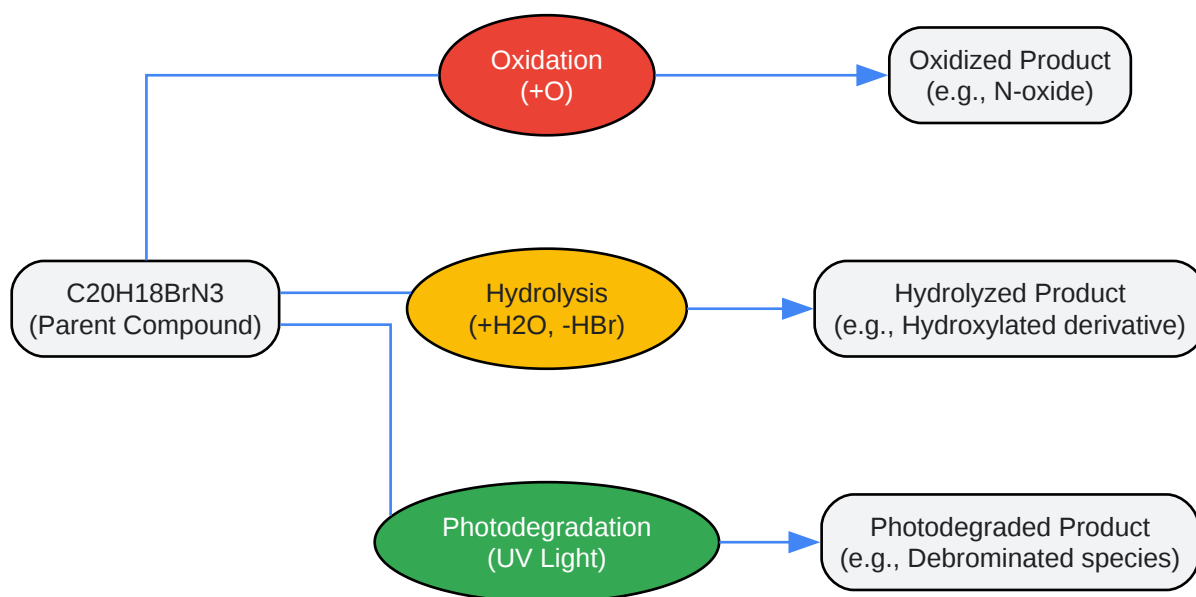 Oxidation
(+O)
Oxidized Product
(e.g., N-oxide)
C20H18BrN3
(Parent Compound)
Hydrolysis
(+H2O, -HBr)
Hydrolyzed Product
(e.g., Hydroxylated derivative)
Photodegradation
(UV Light)
Photodegraded Product
(e.g., Debrominated species)